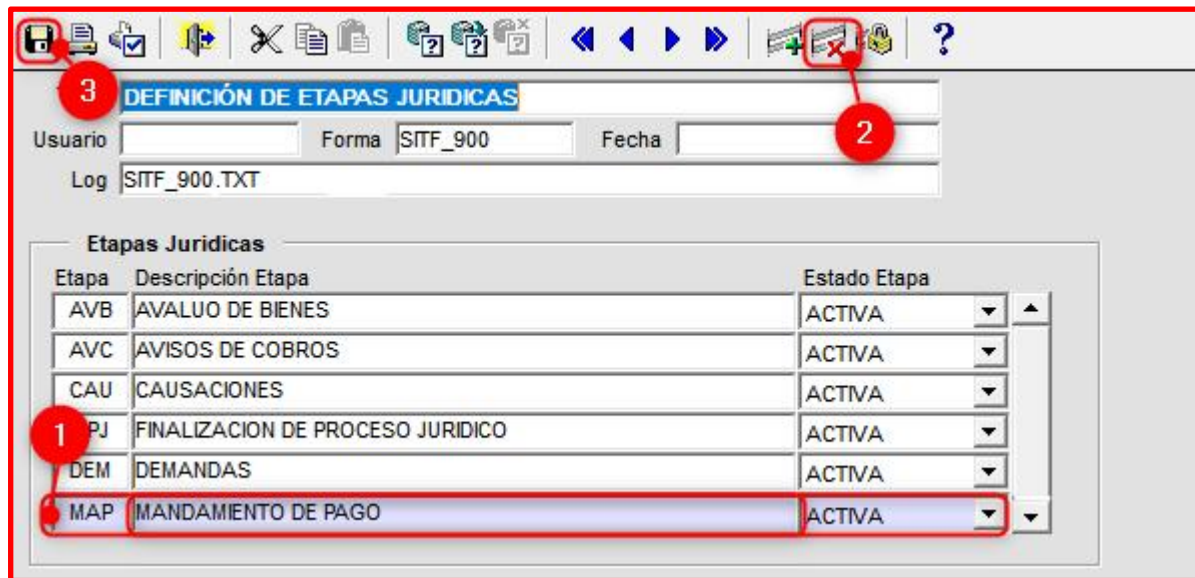 ?
3
DEFINICIÓN DE ETAPAS JURIDICAS
Usuario Forma SITF_900 Fecha
2
Log SITF_900.TXT
Etapas Juridicas
Etapa Descripción Etapa Estado Etapa
AVB AVALUO DE BIENES ACTIVA
AVC AVISOS DE COBROS ACTIVA
CAU CAUSACIONES ACTIVA
1 PJ FINALIZACION DE PROCESO JURIDICO ACTIVA
DEM DEMANDAS ACTIVA
MAP MANDAMIENTO DE PAGO ACTIVA